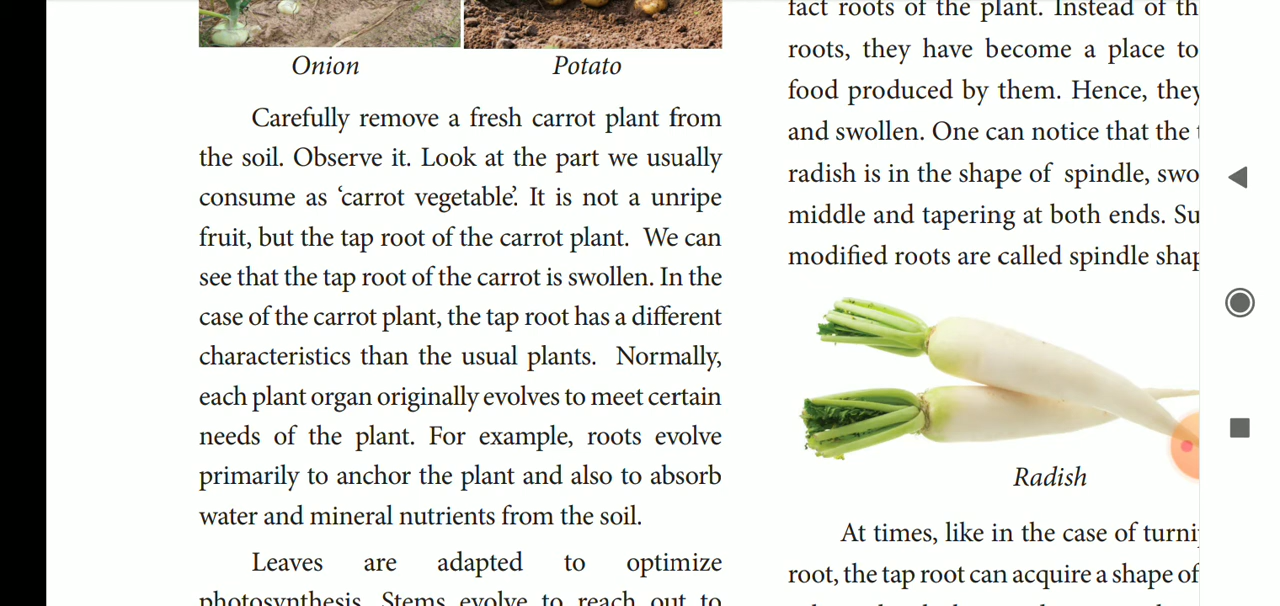 Onion
Potato
Carefully remove a fresh carrot plant from
the soil. Observe it. Look at the part we usually
consume as ‘carrot vegetable’. It is not a unripe
fruit, but the tap root of the carrot plant. We can
see that the tap root of the carrot is swollen. In the
case of the carrot plant, the tap root has a different
characteristics than the usual plants. Normally,
each plant organ originally evolves to meet certain
needs of the plant. For example, roots evolve
primarily to anchor the plant and also to absorb
water and mineral nutrients from the soil.
Leaves are adapted to optimize
photosynthesis. Stems evolve to reach out to
fact roots of the plant. Instead of
roots, they have become a place to
food produced by them. Hence, they
and swollen. One can notice that the
radish is in the shape of spindle,
middle and tapering at both ends.
modified roots are called spindle
Radish
At times, like in the case of
root, the tap root can acquire a shape of